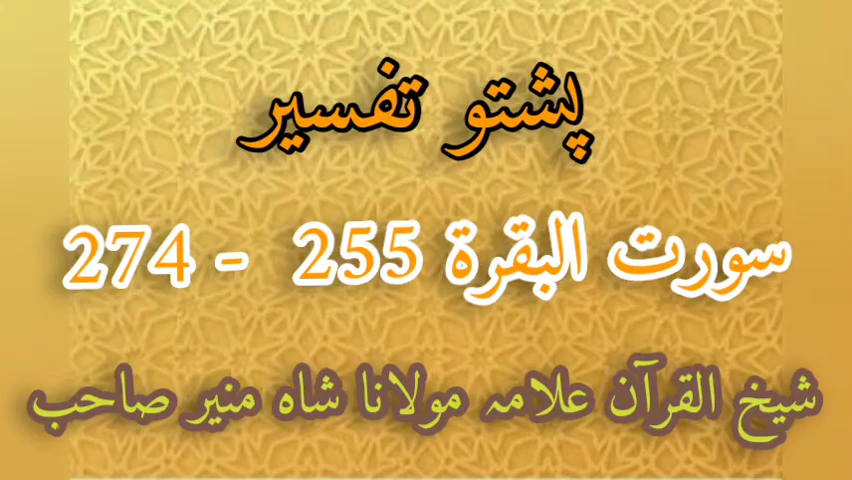 پشتو تفسیر
سورت البقرة 255 - 274
شیخ القرآن علامہ مولانا شاہ منیر صاحب